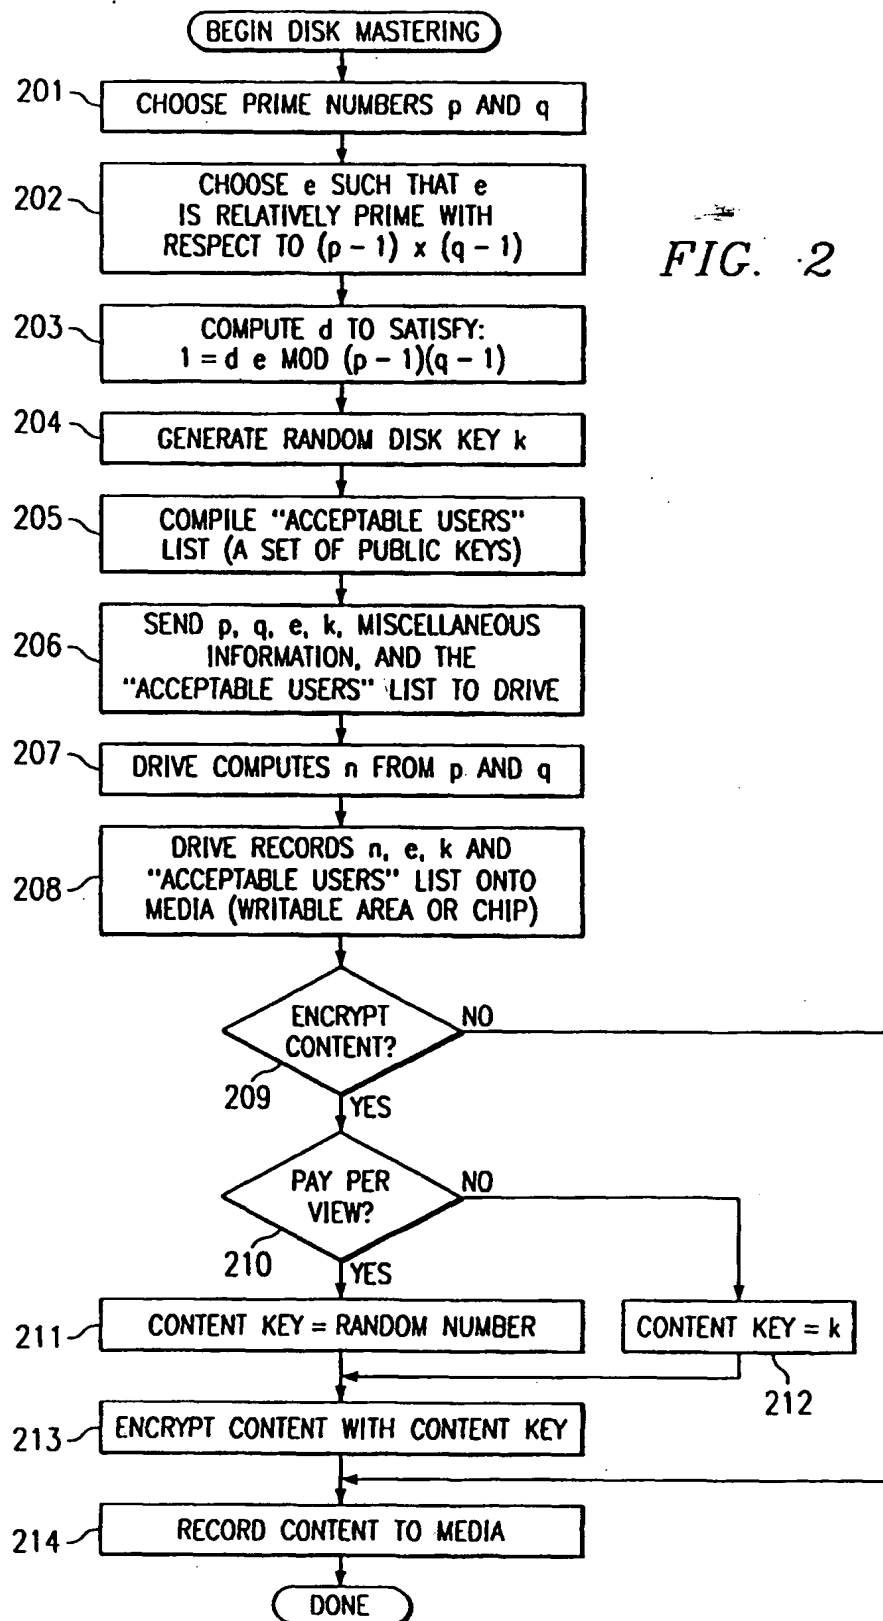 BEGIN DISK MASTERING
201
CHOOSE PRIME NUMBERS p AND q
202
CHOOSE e SUCH THAT e
IS RELATIVELY PRIME WITH
RESPECT TO (p – 1) x (q – 1)
FIG. 2
203
COMPUTE d TO SATISFY:
1 = d e MOD (p – 1)(q – 1)
204
GENERATE RANDOM DISK KEY k
205
COMPILE "ACCEPTABLE USERS"
LIST (A SET OF PUBLIC KEYS)
206
SEND p, q, e, k, MISCELLANEOUS
INFORMATION, AND THE
"ACCEPTABLE USERS" LIST TO DRIVE
207
DRIVE COMPUTES n FROM p AND q
208
DRIVE RECORDS n, e, k AND
"ACCEPTABLE USERS" LIST ONTO
MEDIA (WRITABLE AREA OR CHIP)
ENCRYPT
CONTENT?
NO
209
YES
PAY PER
VIEW?
NO
210
YES
211
CONTENT KEY = RANDOM NUMBER
CONTENT KEY = k
212
213
ENCRYPT CONTENT WITH CONTENT KEY
214
RECORD CONTENT TO MEDIA
DONE